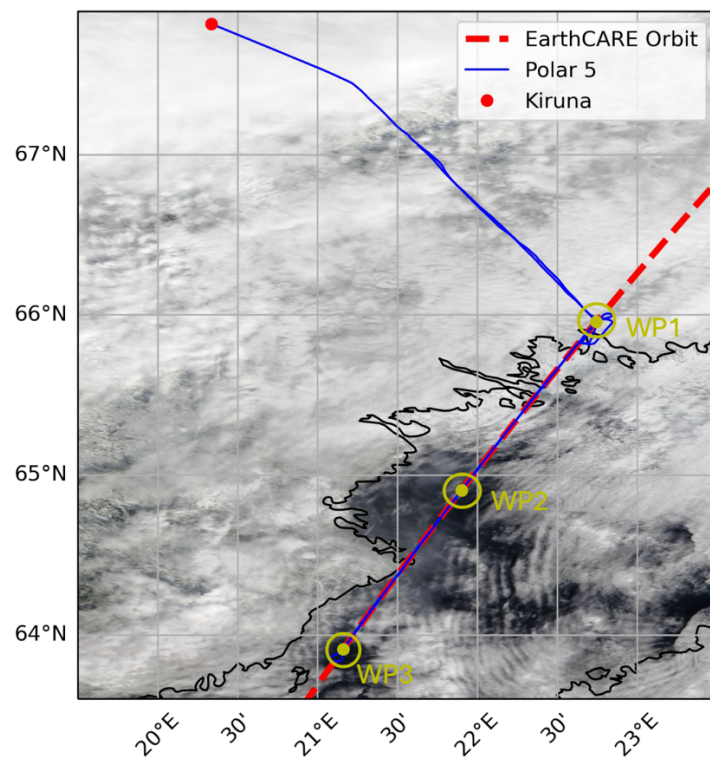 EarthCARE Orbit
Polar 5
Kiruna
67°N
66°N
WP1
65°N
WP2
64°N
WP3
20°E
30'
21°E
30'
22°E
30'
23°E